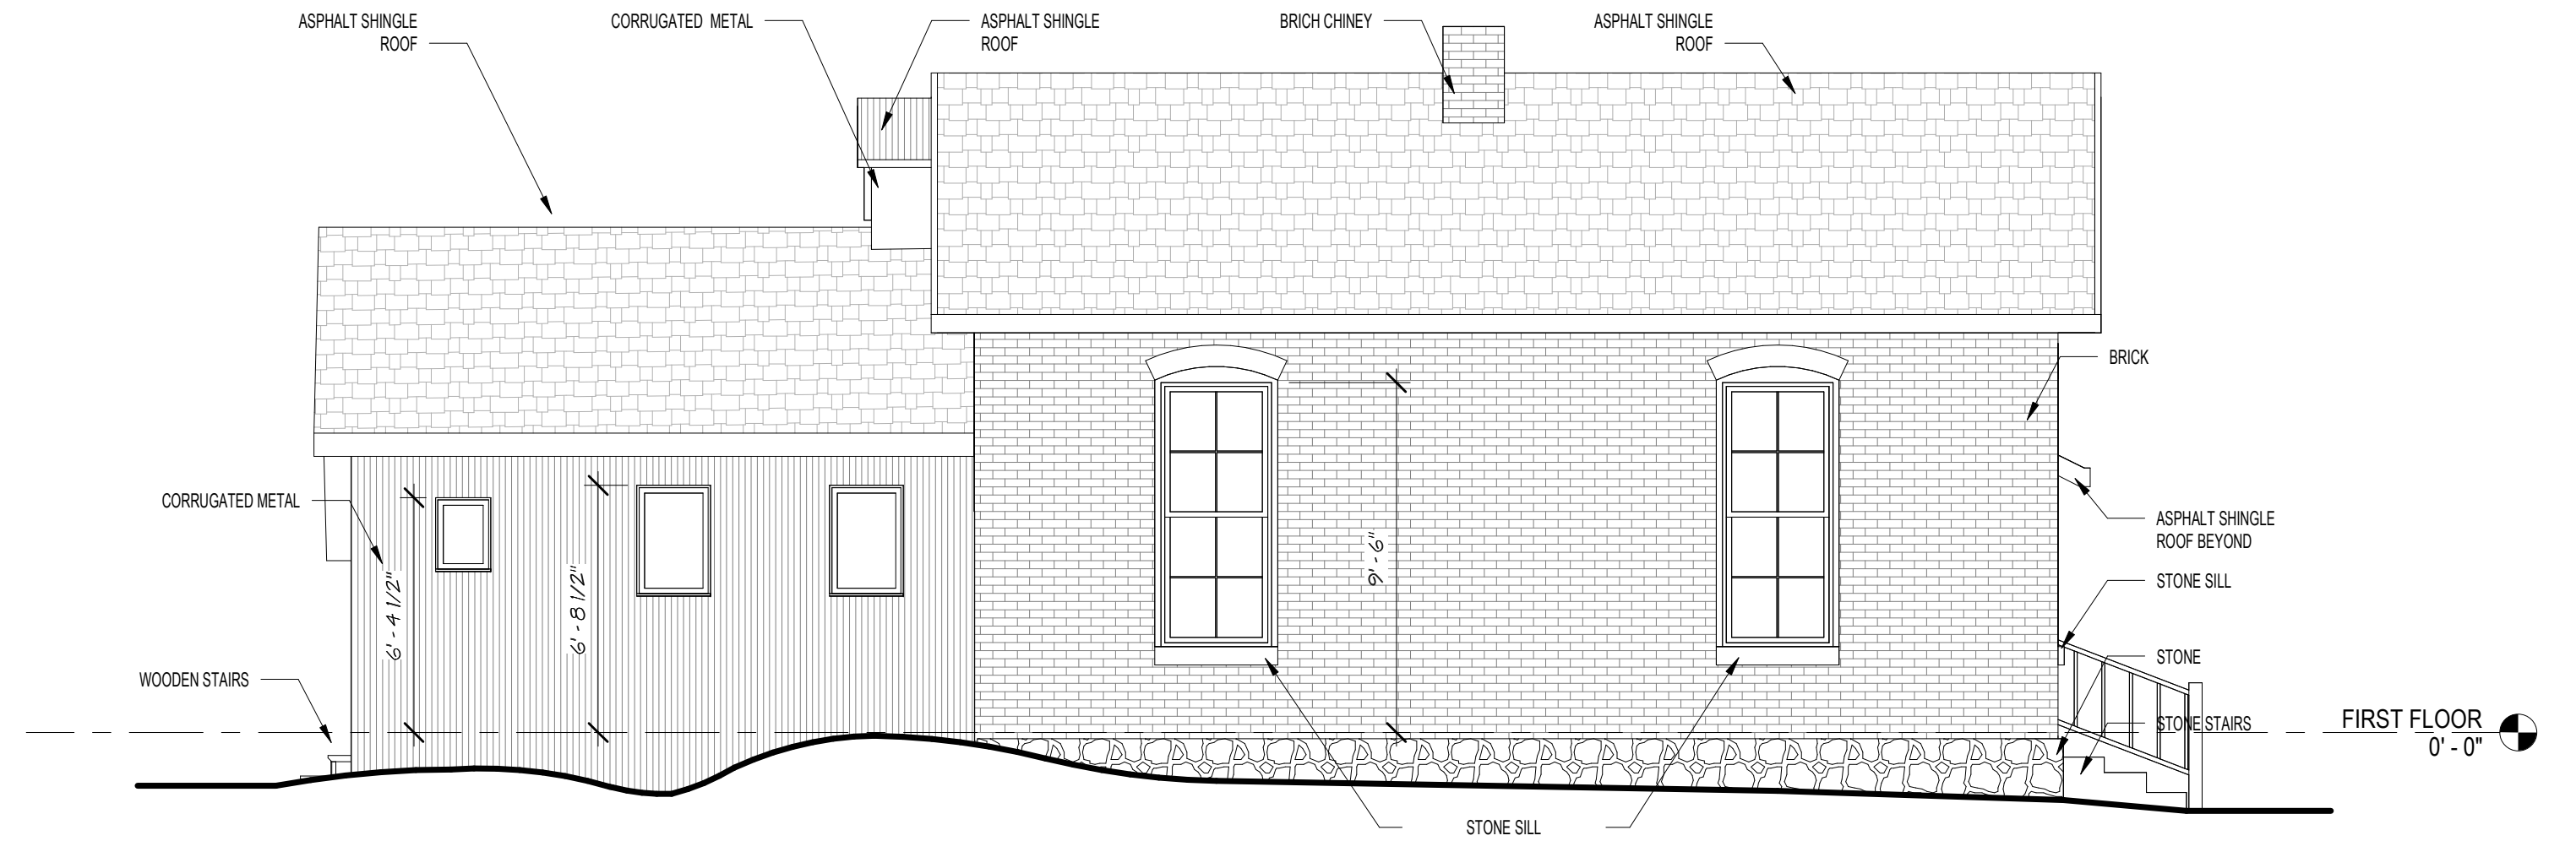 ASPHALT SHINGLE
ROOF
CORRUGATED METAL
ASPHALT SHINGLE
ROOF
BRICH CHINEY
ASPHALT SHINGLE
ROOF
BRICK
CORRUGATED METAL
ASPHALT SHINGLE
ROOF BEYOND
6' - 4 1/2"
6' - 8 1/2"
9' - 6"
STONE SILL
STONE
WOODEN STAIRS
STONE STAIRS
FIRST FLOOR
0' - 0"
STONE SILL